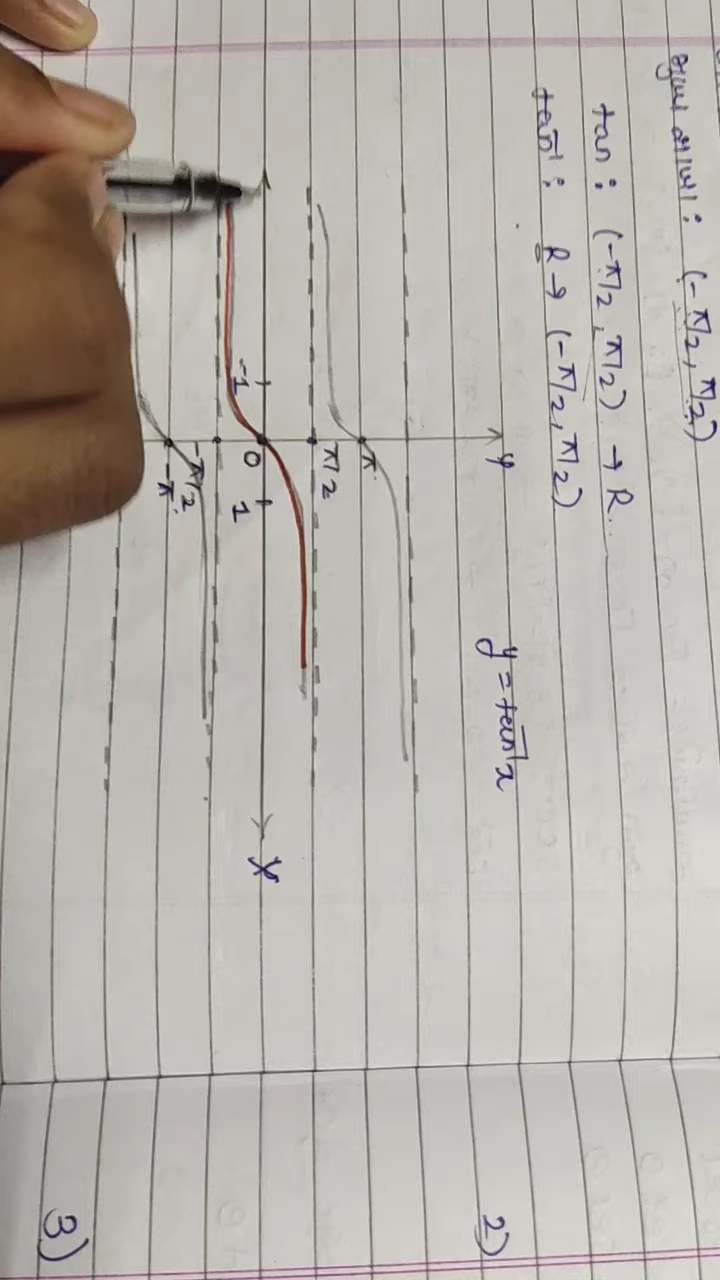 મુખ્ય શાખા : (-π/2, π/2)
tan : (-π/2, π/2) → R
tan⁻¹ : R → (-π/2, π/2)
y = tan⁻¹x
Y
π
π/2
-1
0
1
X
-π/2
-π
2)
3)